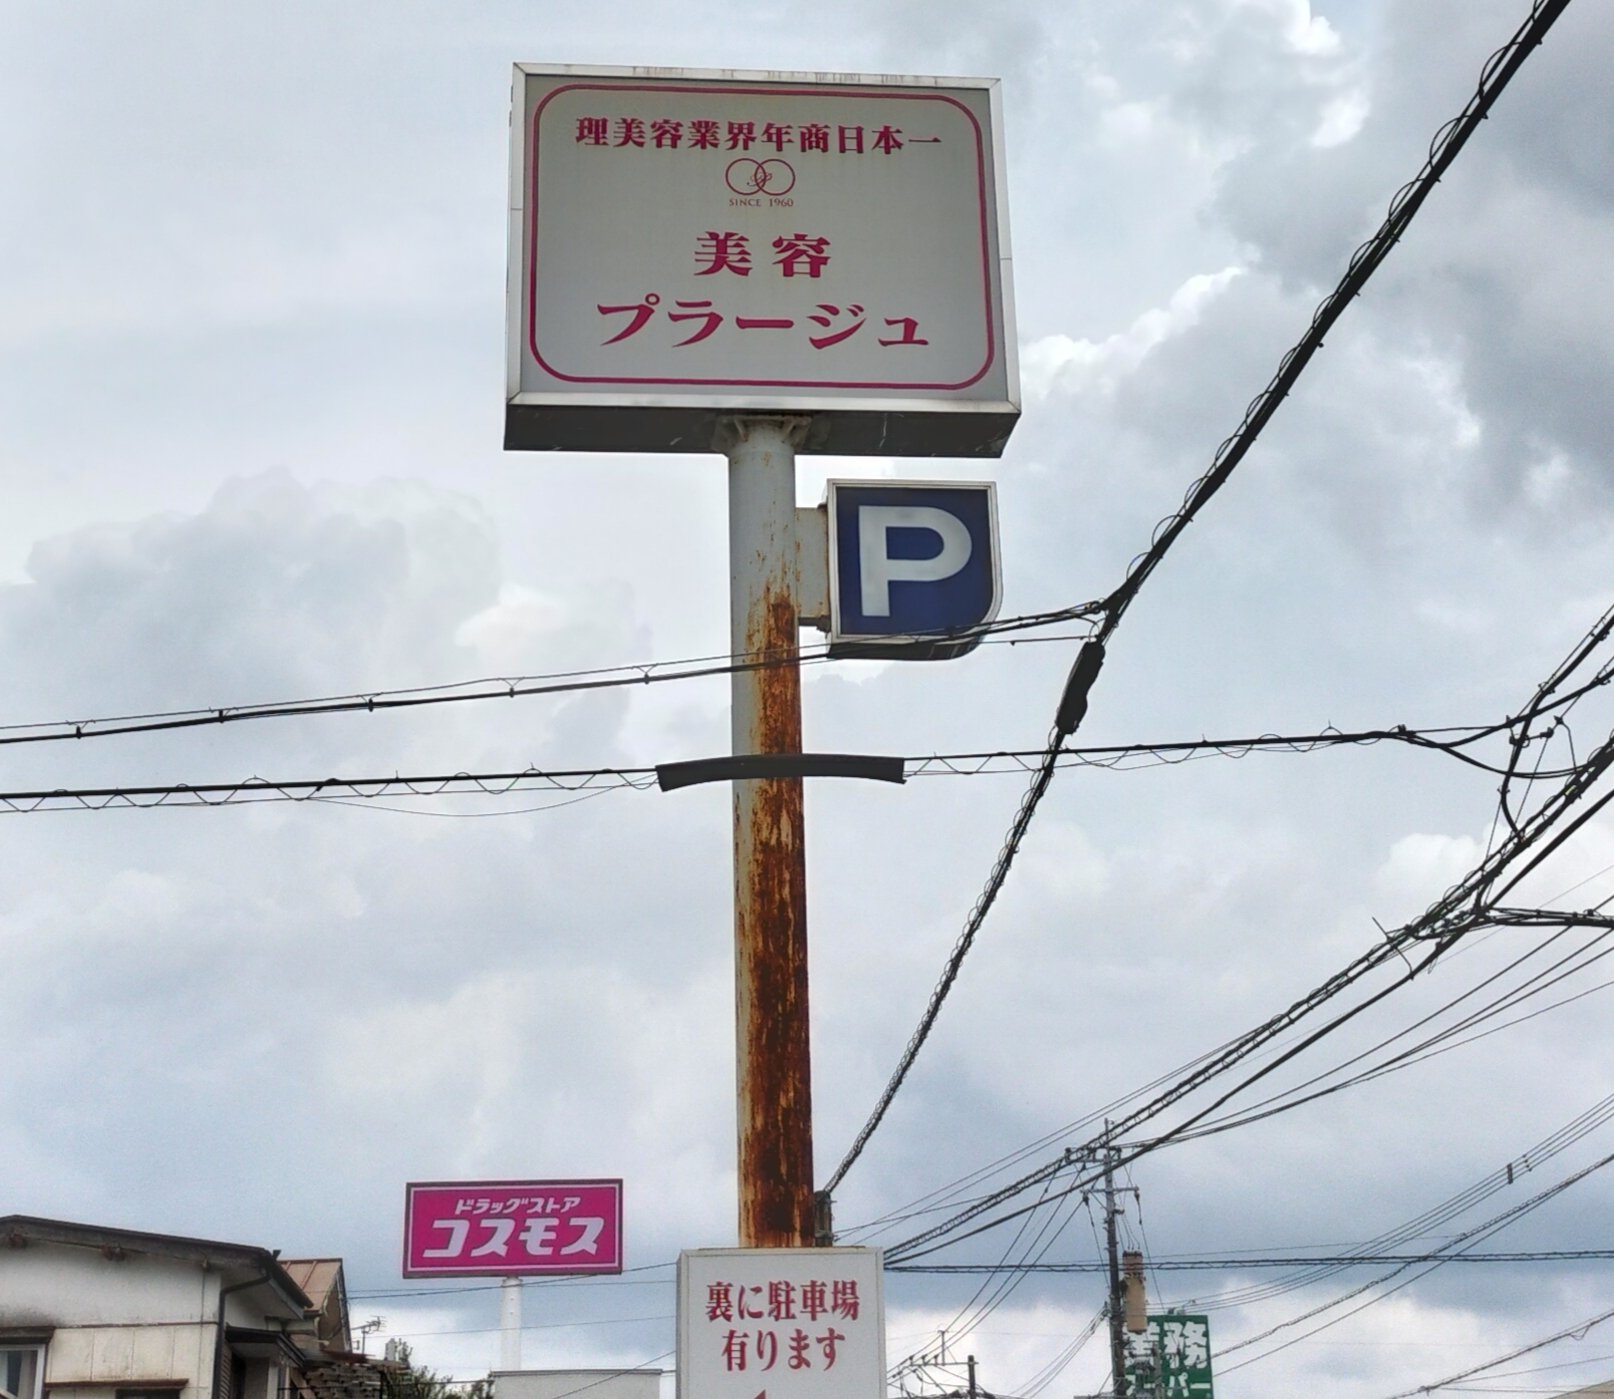 理美容業界年商日本一
SINCE 1960
美容
プラージュ
P
ドラッグストア
コスモス
裏に駐車場
有ります
業務